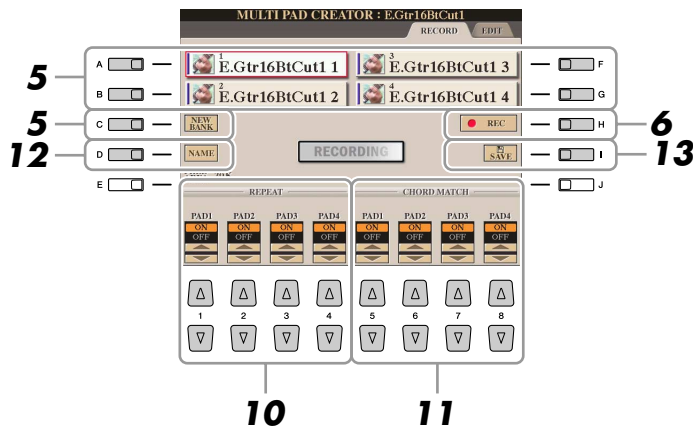 MULTI PAD CREATOR : E.Gtr16BtCut1
RECORD EDIT
A 1 E.Gtr16BtCut1 1 3 E.Gtr16BtCut1 3 F
5
B 2 E.Gtr16BtCut1 2 4 E.Gtr16BtCut1 4 G
5 C NEW BANK REC H 6
12 D NAME RECORDING SAVE I 13
E J
REPEAT CHORD MATCH
PAD1 PAD2 PAD3 PAD4 PAD1 PAD2 PAD3 PAD4
ON ON ON ON ON ON ON ON
OFF OFF OFF OFF OFF OFF OFF OFF
1 2 3 4 5 6 7 8
10 11